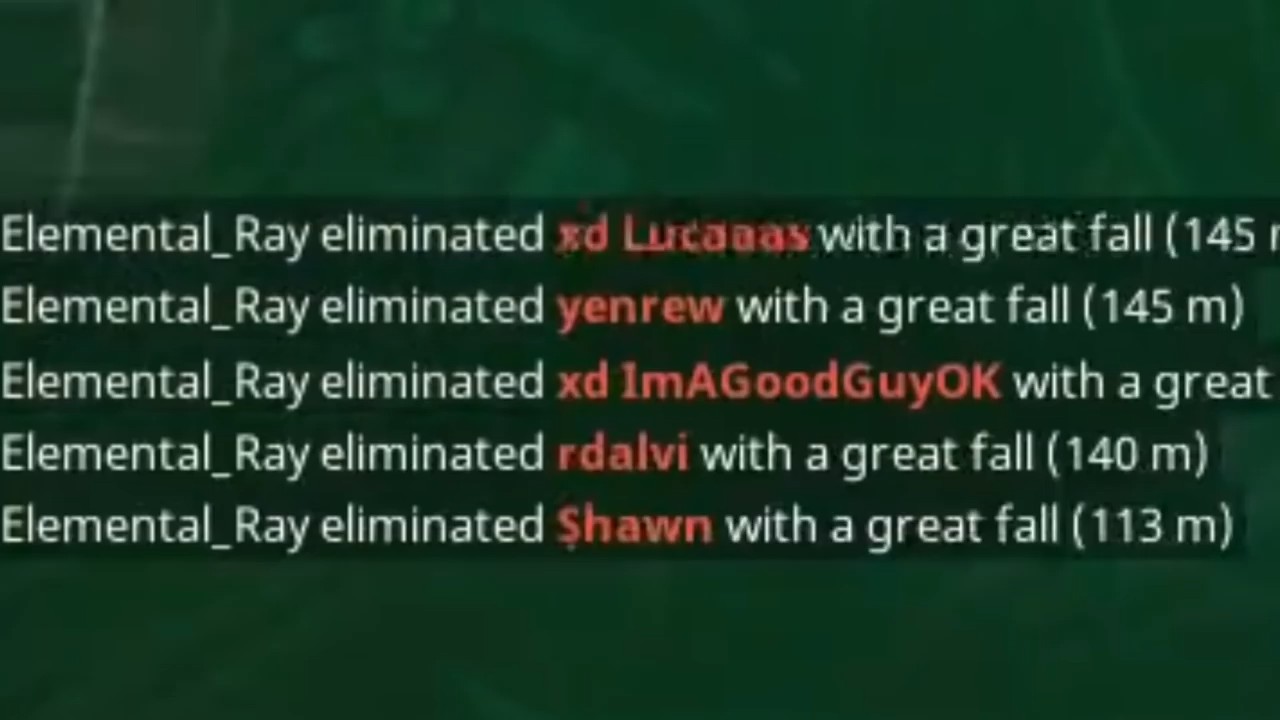 Elemental_Ray eliminated xd Lucaaas with a great fall (145
Elemental_Ray eliminated yenrew with a great fall (145 m)
Elemental_Ray eliminated xd ImAGoodGuyOK with a great
Elemental_Ray eliminated rdalvi with a great fall (140 m)
Elemental_Ray eliminated $hawn with a great fall (113 m)